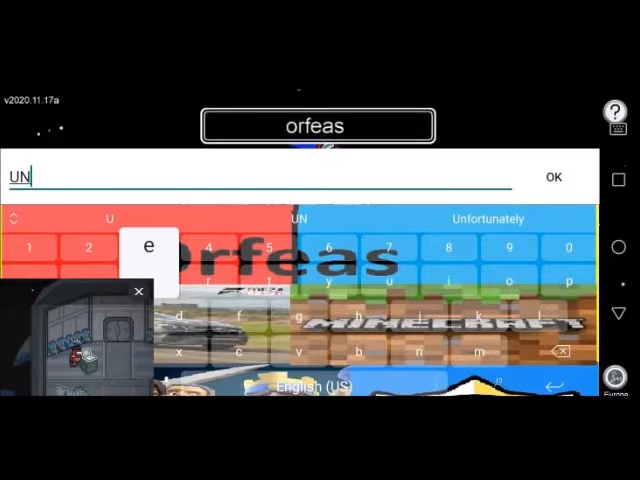 v2020.11.17a
?
orfeas
UN
OK
U UN Unfortunately
1 2 e 4 5 6 7 8 9 0
orfeas
r t y u i o p
d f g h j k l
MINECRAFT
x c v b n m
English (US)
Europe